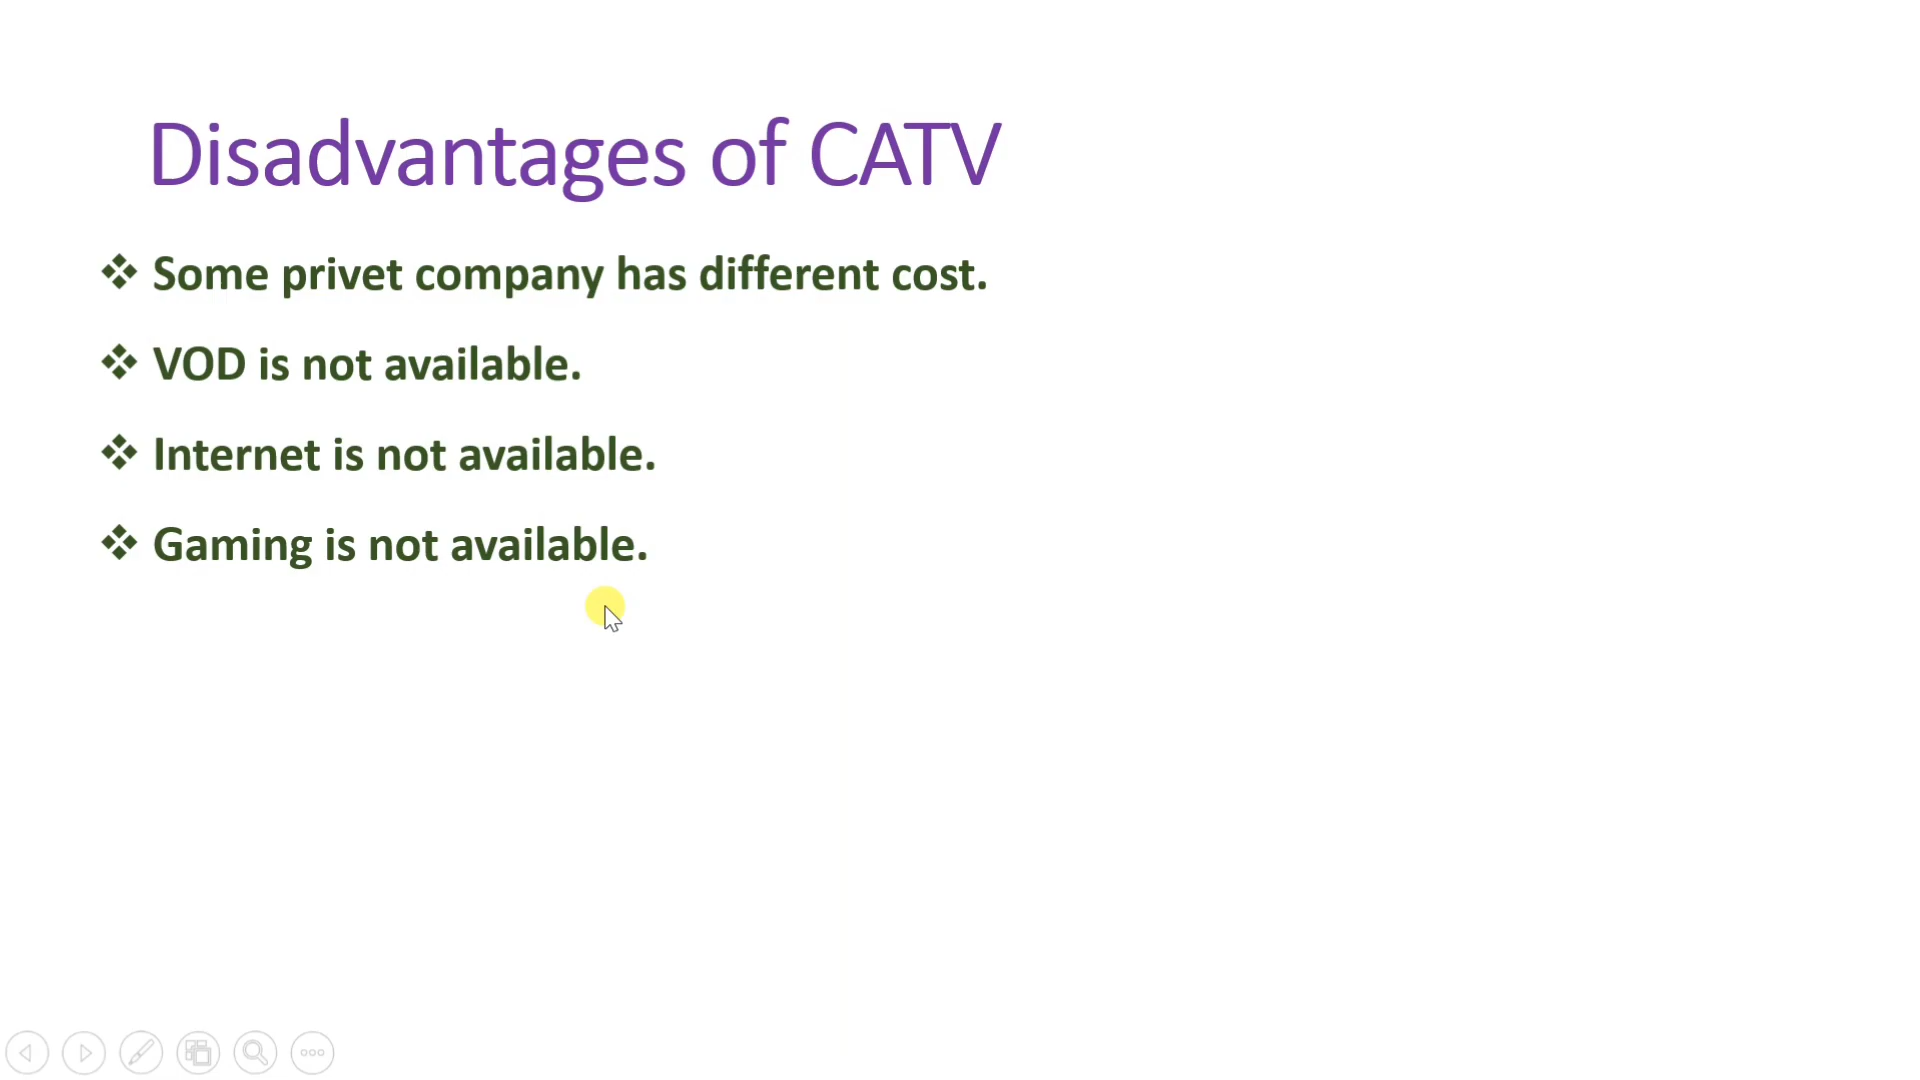 Disadvantages of CATV
Some privet company has different cost.
VOD is not available.
Internet is not available.
Gaming is not available.